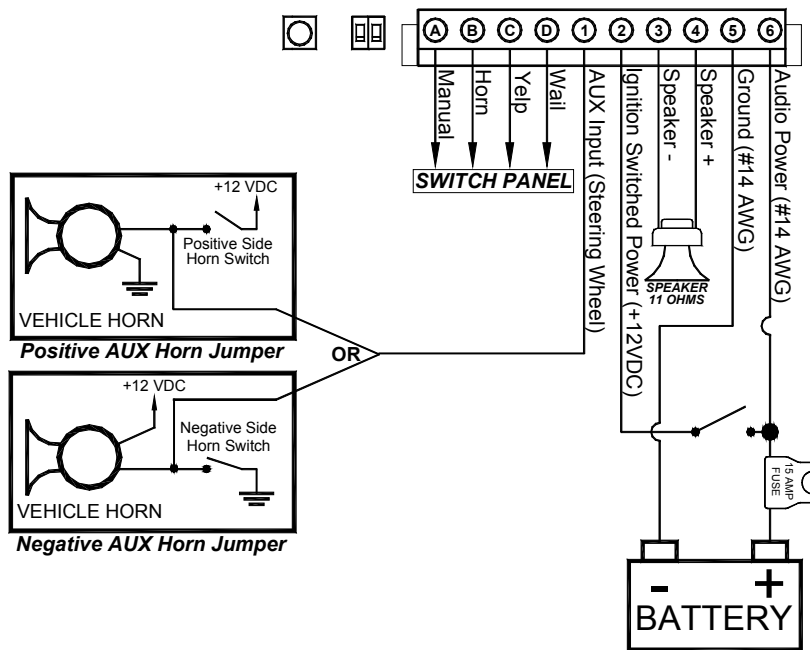 A B C D 1 2 3 4 5 6
Manual
Horn
Yelp
Wail
AUX Input (Steering Wheel)
Ignition Switched Power (+12VDC)
Speaker -
Speaker +
Ground (#14 AWG)
Audio Power (#14 AWG)
SWITCH PANEL
SPEAKER
11 OHMS
+12 VDC
Positive Side
Horn Switch
VEHICLE HORN
Positive AUX Horn Jumper
OR
+12 VDC
Negative Side
Horn Switch
VEHICLE HORN
Negative AUX Horn Jumper
15 AMP
FUSE
- +
BATTERY